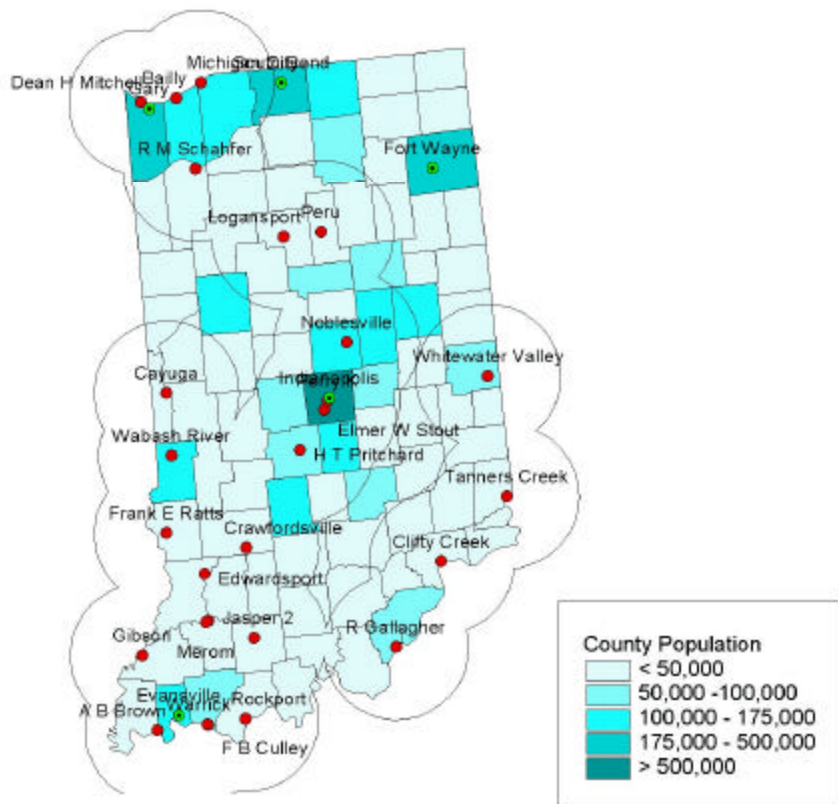 Michigan City
South Bend
Dean H Mitchell
Bailly
Gary
R M Schahfer
Fort Wayne
Logansport
Peru
Noblesville
Whitewater Valley
Cayuga
Indianapolis
Perry K
Elmer W Stout
Wabash River
H T Pritchard
Tanners Creek
Frank E Ratts
Crawfordsville
Clifty Creek
Edwardsport
Jasper 2
R Gallagher
Gibson
Merom
Evansville
Warrick
Rockport
A B Brown
F B Culley
County Population
< 50,000
50,000 -100,000
100,000 - 175,000
175,000 - 500,000
> 500,000